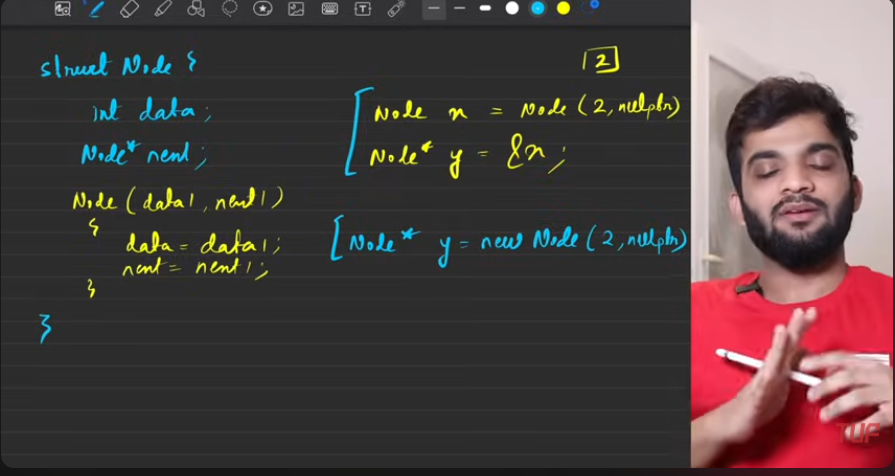 struct Node {
int data;
Node* next;
Node (data1, next1)
{
data = data1;
next = next1;
}
}
2
Node x = Node (2, nullptr)
Node* y = &x;
Node* y = new Node (2, nullptr)
TUF